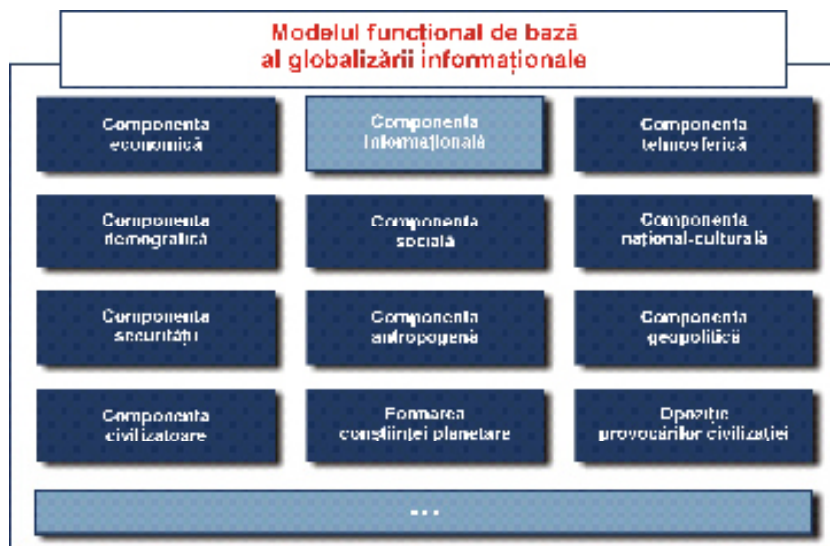 Modelul funcțional de bază
al globalizării informaționale
Componenta
economică
Componenta
informațională
Componenta
tehnosferică
Componenta
demografică
Componenta
socială
Componenta
național-culturală
Componenta
securității
Componenta
antropogenă
Componenta
geopolitică
Componenta
civilizatoare
Formarea
conștiinței planetare
Opoziție
provocărilor civilizației
...